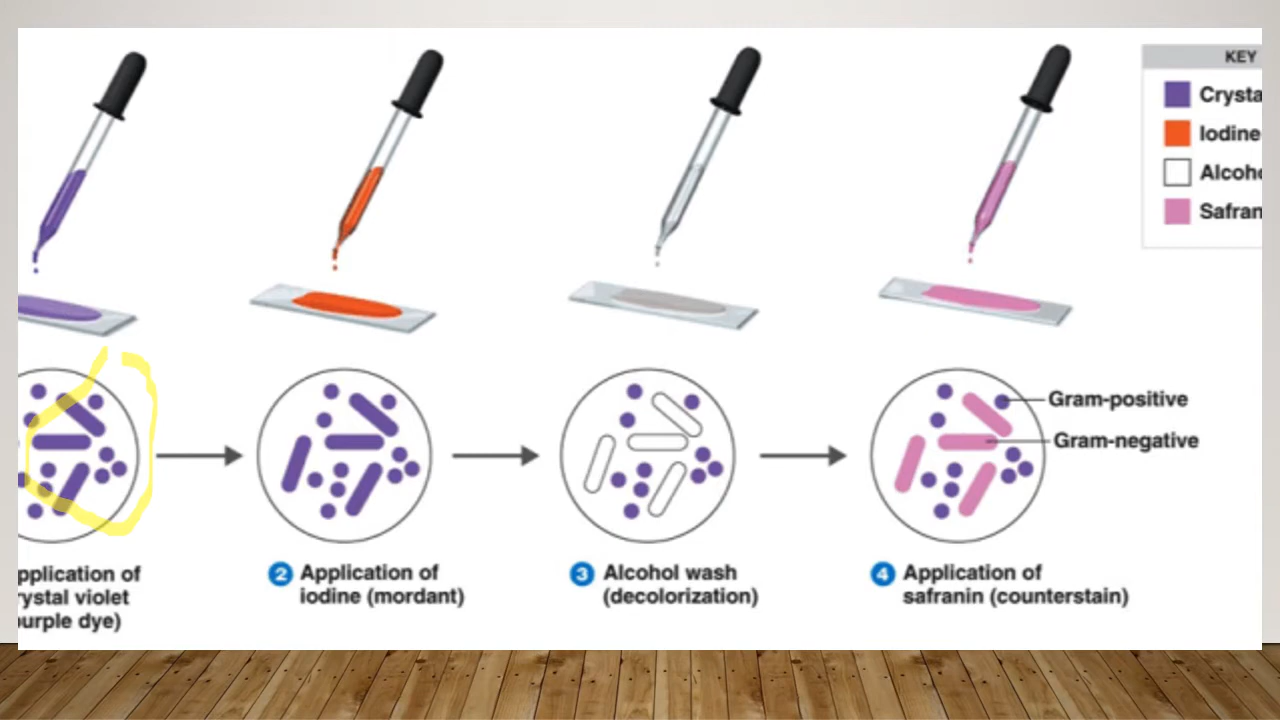 KEY
Crysta
Iodine
Alcoh
Safran
Gram-positive
Gram-negative
pplication of
rystal violet
urple dye)
2 Application of
iodine (mordant)
3 Alcohol wash
(decolorization)
4 Application of
safranin (counterstain)